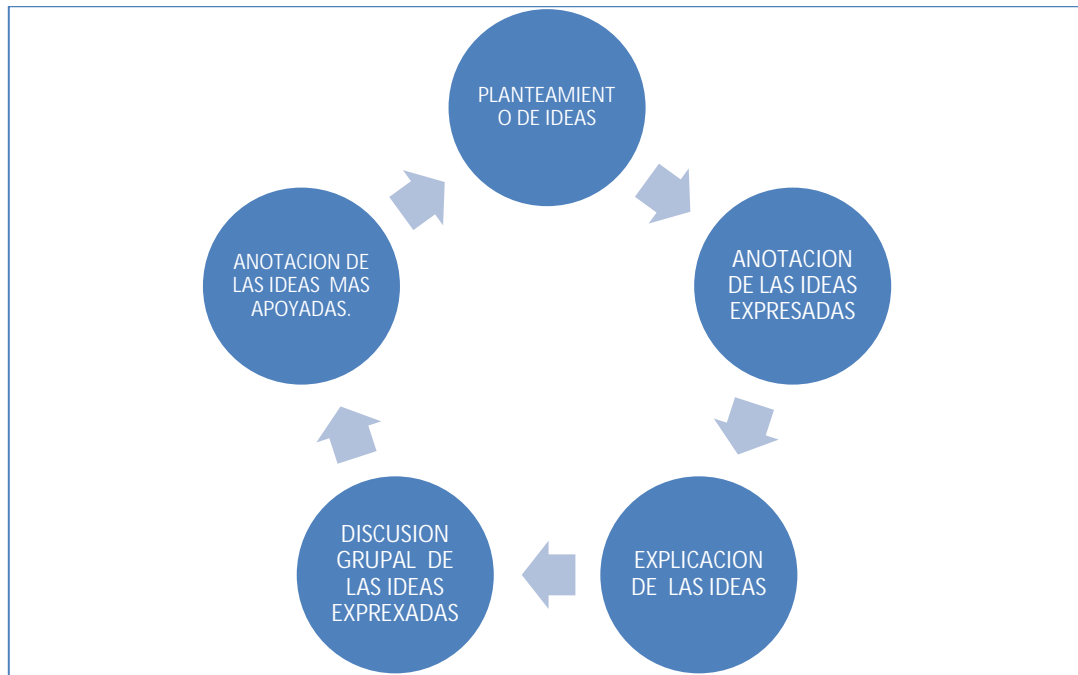 PLANTEAMIENT
O DE IDEAS
ANOTACION
DE LAS IDEAS
EXPRESADAS
EXPLICACION
DE LAS IDEAS
DISCUSION
GRUPAL DE
LAS IDEAS
EXPREXADAS
ANOTACION DE
LAS IDEAS MAS
APOYADAS.